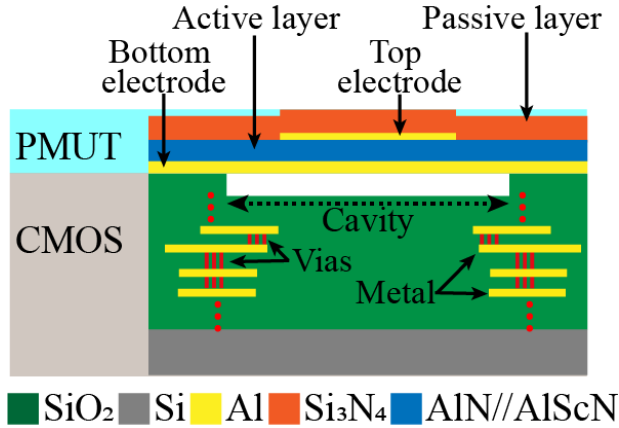 Active layer
Passive layer
Bottom
electrode
Top
electrode
PMUT
CMOS
Cavity
Vias
Metal
SiO₂
Si
Al
Si₃N₄
AlN//AlScN